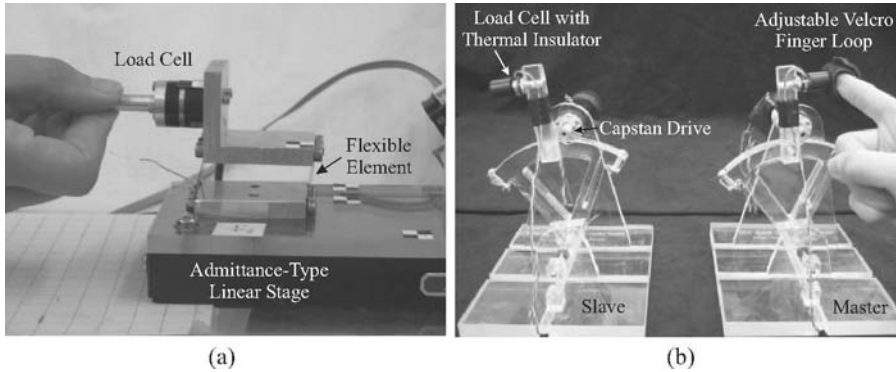 Load Cell
Flexible
Element
Admittance-Type
Linear Stage
(a)
Load Cell with
Thermal Insulator
Adjustable Velcro
Finger Loop
Capstan Drive
Slave
Master
(b)